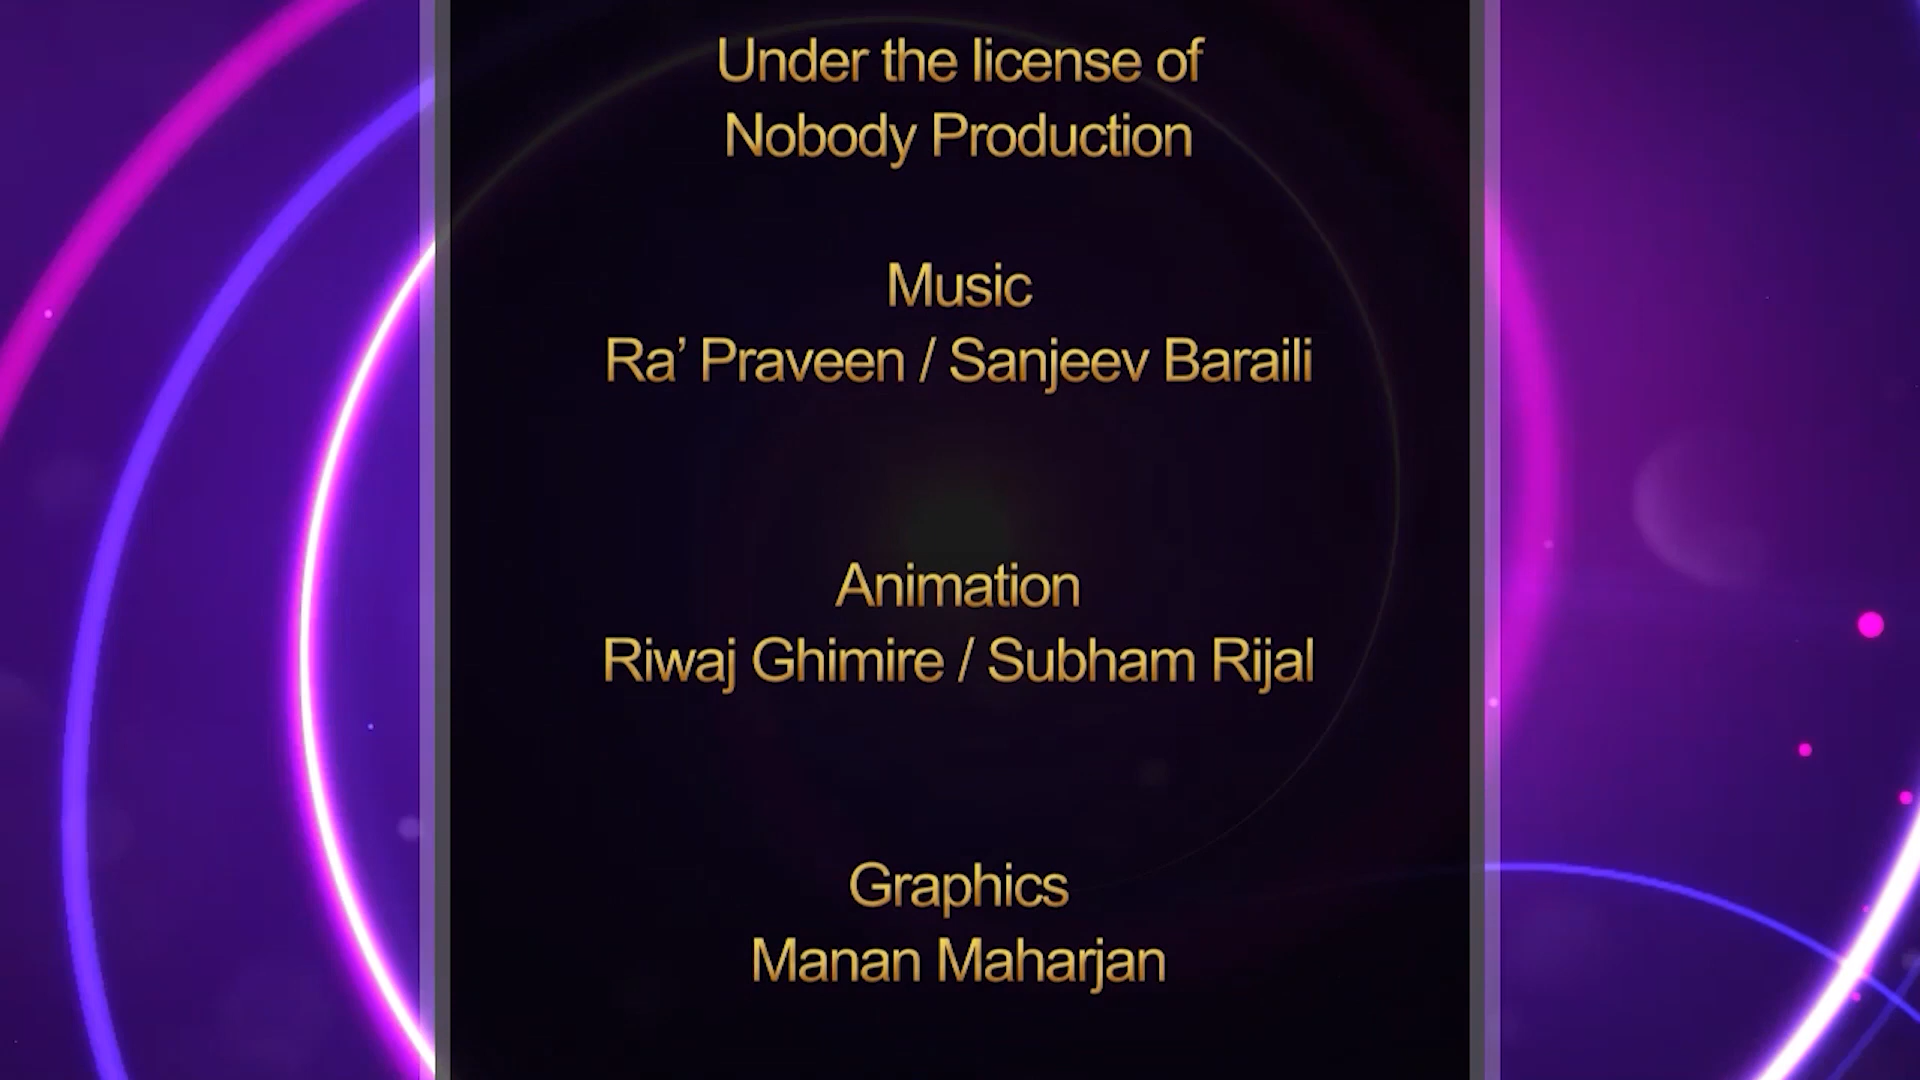 Under the license of
Nobody Production
Music
Ra’ Praveen / Sanjeev Baraili
Animation
Riwaj Ghimire / Subham Rijal
Graphics
Manan Maharjan